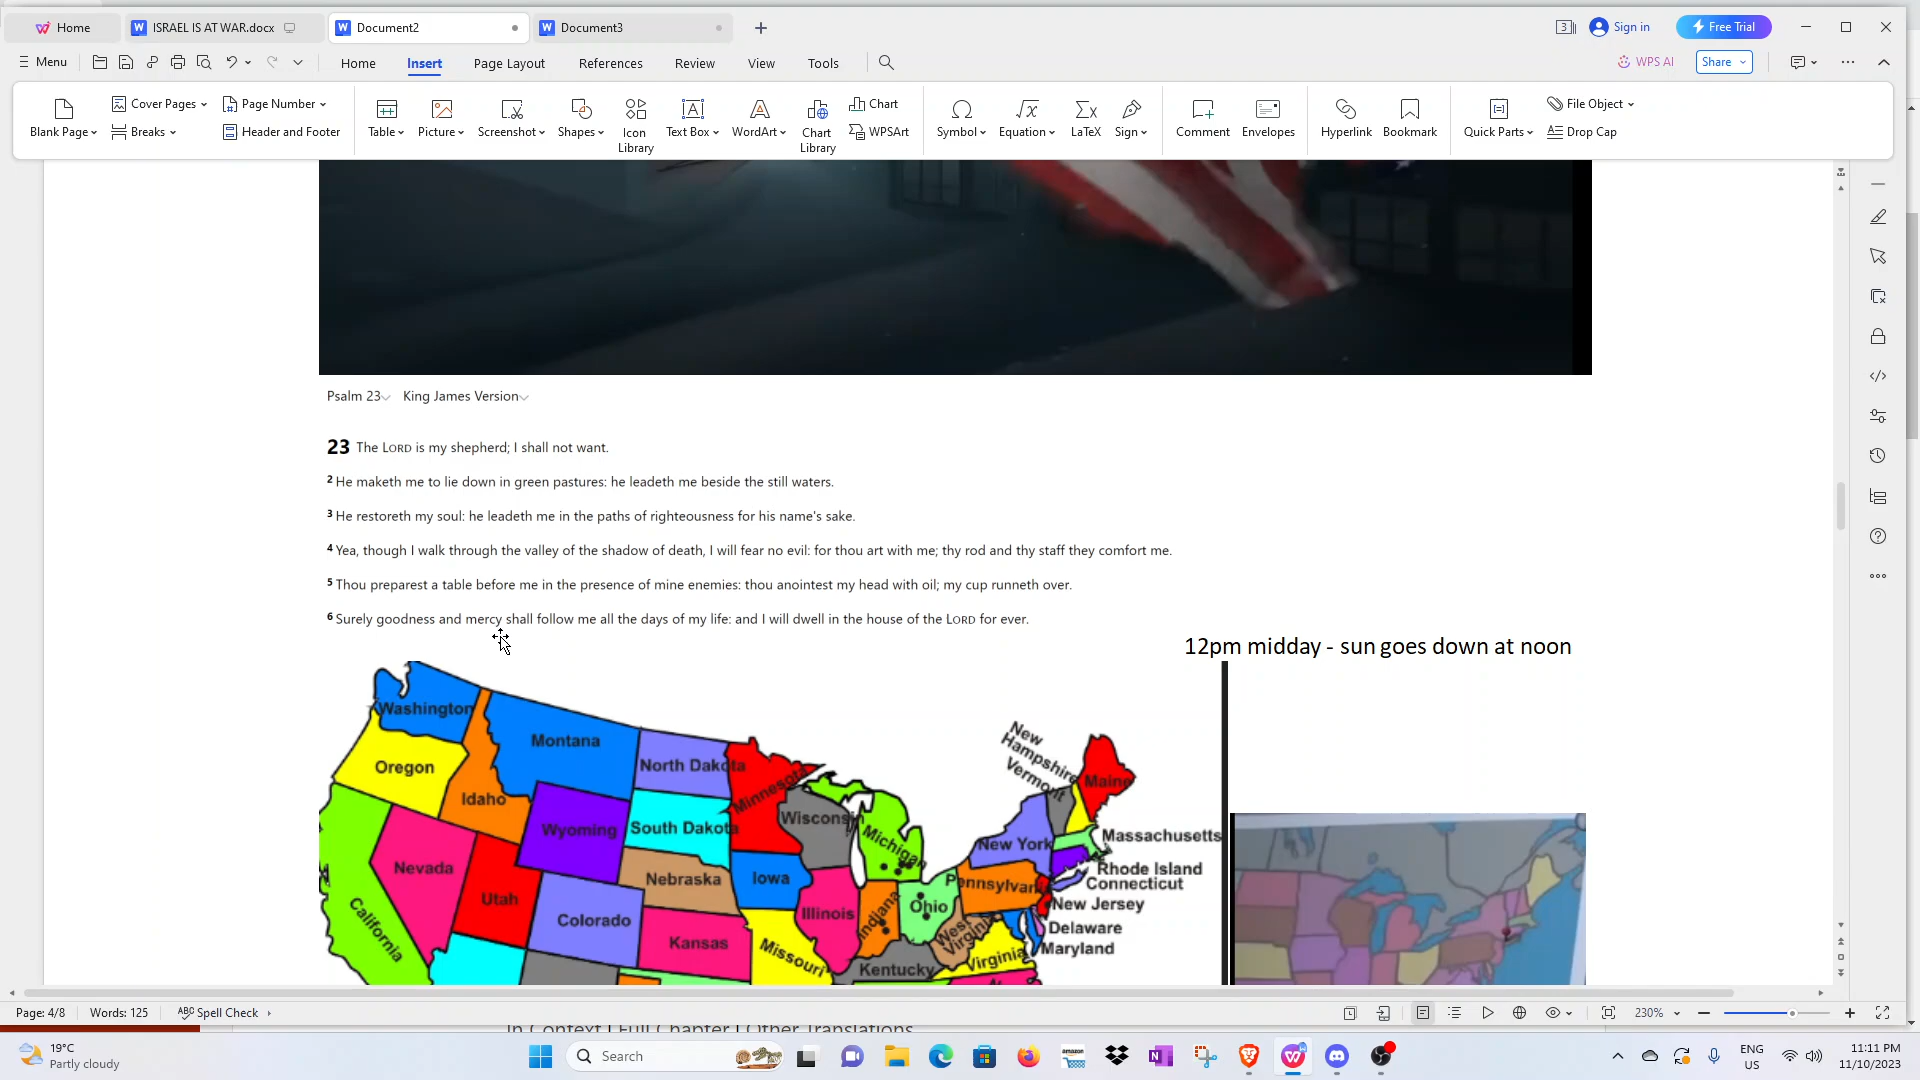 Home
ISRAEL IS AT WAR.docx
Document2
Document3
Sign in
Free Trial
Menu
Home
Insert
Page Layout
References
Review
View
Tools
WPS AI
Share
Blank Page
Cover Pages
Breaks
Page Number
Header and Footer
Table
Picture
Screenshot
Shapes
Icon Library
Text Box
WordArt
Chart Library
Chart
WPSArt
Symbol
Equation
LaTeX
Sign
Comment
Envelopes
Hyperlink
Bookmark
Quick Parts
File Object
Drop Cap
Psalm 23 King James Version
23 The LORD is my shepherd; I shall not want.
2 He maketh me to lie down in green pastures: he leadeth me beside the still waters.
3 He restoreth my soul: he leadeth me in the paths of righteousness for his name's sake.
4 Yea, though I walk through the valley of the shadow of death, I will fear no evil: for thou art with me; thy rod and thy staff they comfort me.
5 Thou preparest a table before me in the presence of mine enemies: thou anointest my head with oil; my cup runneth over.
6 Surely goodness and mercy shall follow me all the days of my life: and I will dwell in the house of the LORD for ever.
12pm midday - sun goes down at noon
Washington
Montana
North Dakota
Minnesota
New Hampshire
Vermont
Maine
Oregon
Idaho
Wyoming
South Dakota
Wisconsin
Michigan
New York
Massachusetts
Rhode Island
Connecticut
Nevada
Utah
Nebraska
Iowa
Pennsylvan
New Jersey
California
Colorado
Kansas
Illinois
Indiana
Ohio
West Virginia
Delaware
Maryland
Missouri
Kentucky
Virginia
Page: 4/8
Words: 125
ABC Spell Check
230%
In Context | Full Chapter | Other Translations
19°C
Partly cloudy
Search
amazon
ENG
US
11:11 PM
11/10/2023